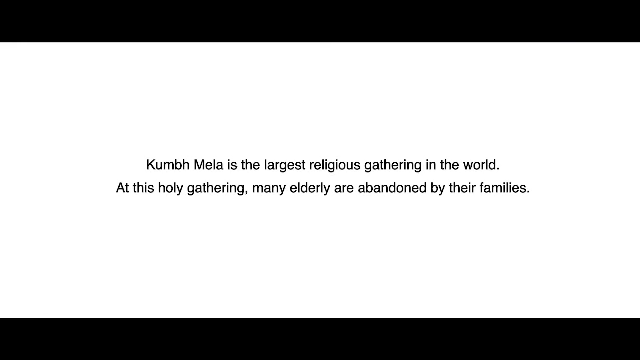 Kumbh Mela is the largest religious gathering in the world.
At this holy gathering, many elderly are abandoned by their families.